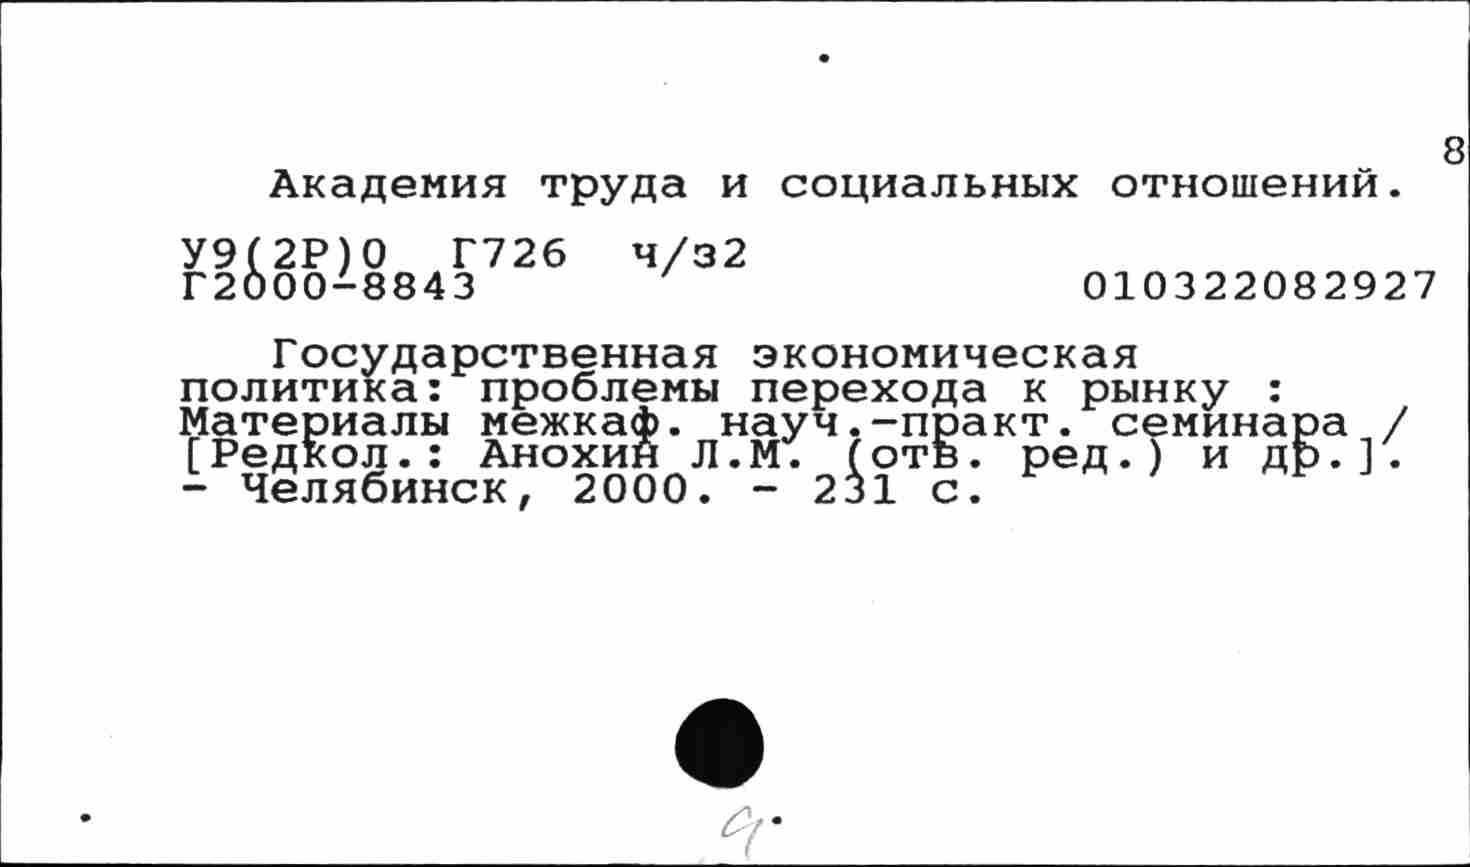 8
Академия труда и социальных отношений.
У9(2Р)0 Г726 ч/з2
Г2000-8843 010322082927
Государственная экономическая
политика: проблемы перехода к рынку :
Материалы межкаф. науч.-практ. семинара /
[Редкол.: Анохин Л.М. (отв. ред.) и др.].
- Челябинск, 2000. - 231 с.